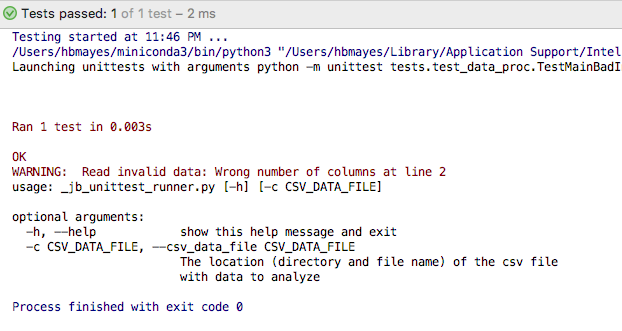 Tests passed: 1 of 1 test – 2 ms
Testing started at 11:46 PM ...
/Users/hbmayes/miniconda3/bin/python3 "/Users/hbmayes/Library/Application Support/Intel
Launching unittests with arguments python -m unittest tests.test_data_proc.TestMainBadI
Ran 1 test in 0.003s
OK
WARNING:  Read invalid data: Wrong number of columns at line 2
usage: _jb_unittest_runner.py [-h] [-c CSV_DATA_FILE]
optional arguments:
  -h, --help            show this help message and exit
  -c CSV_DATA_FILE, --csv_data_file CSV_DATA_FILE
                        The location (directory and file name) of the csv file
                        with data to analyze
Process finished with exit code 0